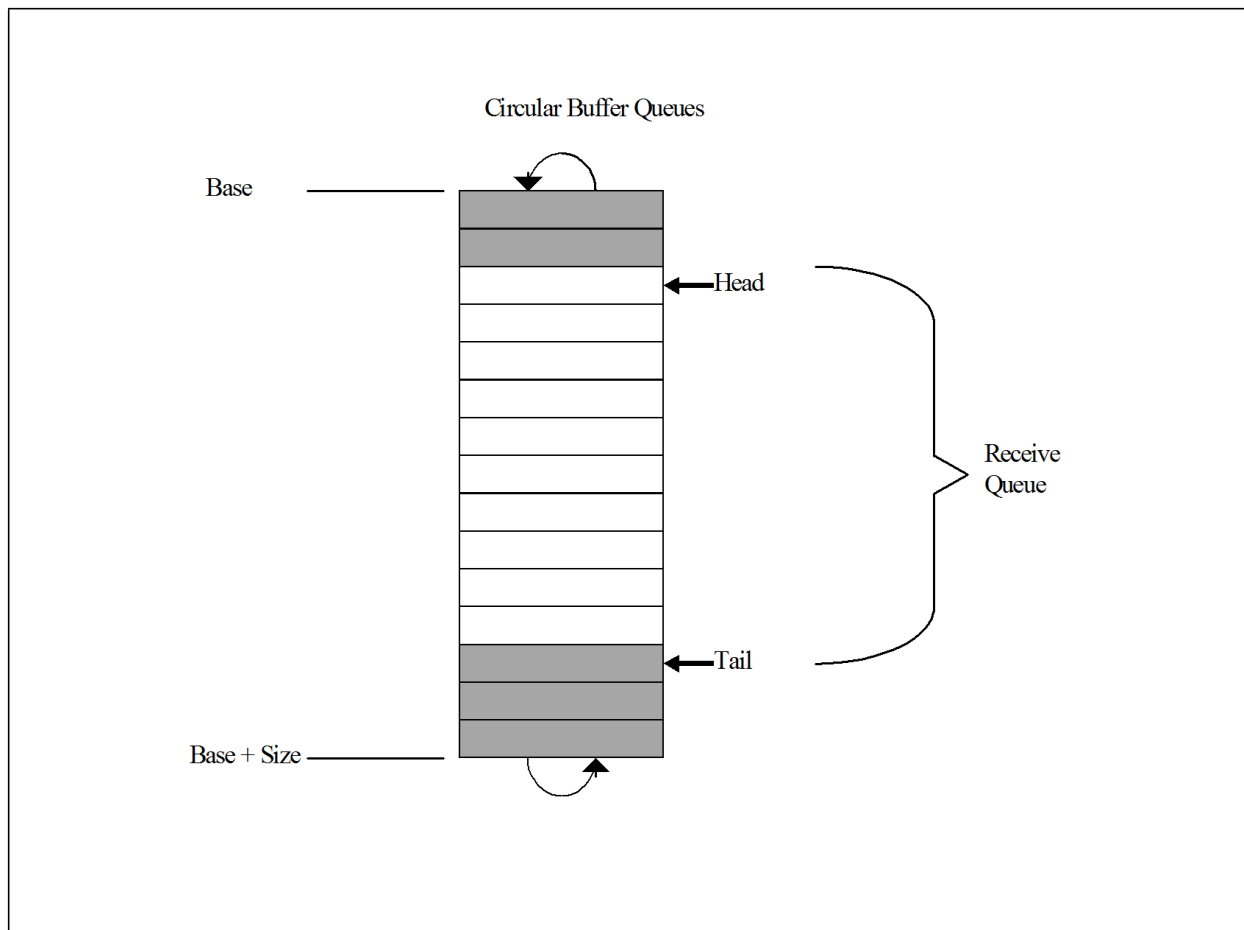 Circular Buffer Queues
Base
Head
Receive
Queue
Tail
Base + Size